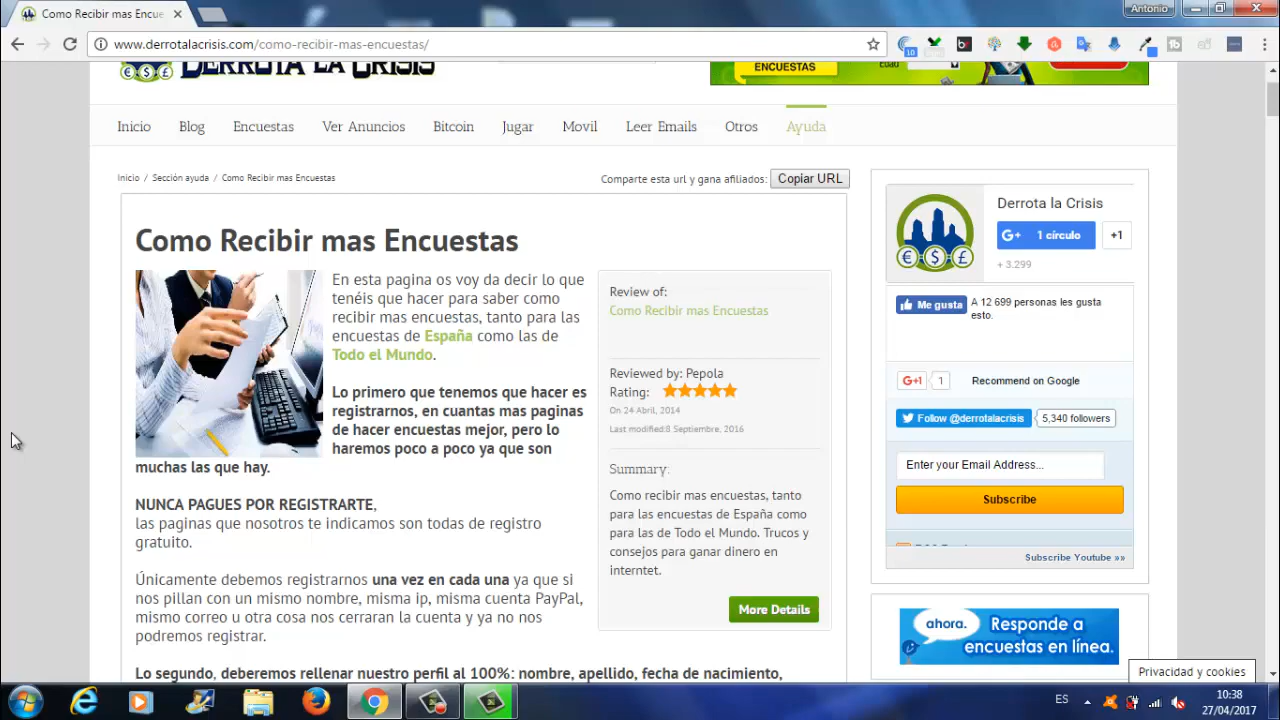 Como Recibir mas Encue
Antonio
www.derrotalacrisis.com/como-recibir-mas-encuestas/
10
DERROTA LA CRISIS
ENCUESTAS
Edad
Inicio Blog Encuestas Ver Anuncios Bitcoin Jugar Movil Leer Emails Otros Ayuda
Inicio / Sección ayuda / Como Recibir mas Encuestas
Comparte esta url y gana afiliados: Copiar URL
Como Recibir mas Encuestas
En esta pagina os voy da decir lo que
tenéis que hacer para saber como
recibir mas encuestas, tanto para las
encuestas de España como las de
Todo el Mundo.
Lo primero que tenemos que hacer es
registrarnos, en cuantas mas paginas
de hacer encuestas mejor, pero lo
haremos poco a poco ya que son
muchas las que hay.
NUNCA PAGUES POR REGISTRARTE,
las paginas que nosotros te indicamos son todas de registro
gratuito.
Únicamente debemos registrarnos una vez en cada una ya que si
nos pillan con un mismo nombre, misma ip, misma cuenta PayPal,
mismo correo u otra cosa nos cerraran la cuenta y ya no nos
podremos registrar.
Lo segundo, deberemos rellenar nuestro perfil al 100%: nombre, apellido, fecha de nacimiento,
Review of:
Como Recibir mas Encuestas
Reviewed by: Pepola
Rating:
On 24 Abril, 2014
Last modified:8 Septiembre, 2016
Summary:
Como recibir mas encuestas, tanto
para las encuestas de España como
para las de Todo el Mundo. Trucos y
consejos para ganar dinero en
interntet.
More Details
Derrota la Crisis
G+ 1 círculo +1
+ 3.299
Me gusta A 12 699 personas les gusta
esto.
G+1 1 Recommend on Google
Follow @derrotalacrisis 5,340 followers
Enter your Email Address...
Subscribe
Subscribe Youtube »»
ahora. Responde a
encuestas en línea.
Privacidad y cookies
ES
10:38
27/04/2017